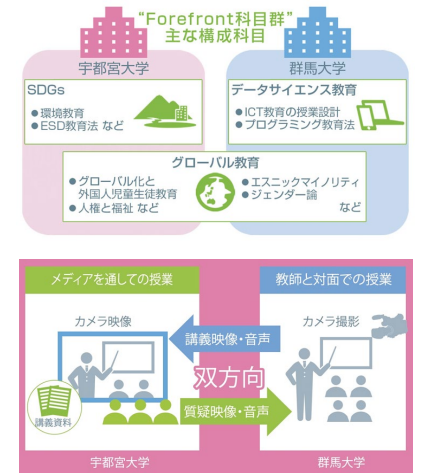 “Forefront科目群”
主な構成科目
宇都宮大学
群馬大学
SDGs
●環境教育
●ESD教育法 など
データサイエンス教育
●ICT教育の授業設計
●プログラミング教育法
グローバル教育
●グローバル化と
外国人児童生徒教育
●人権と福祉 など
●エスニックマイノリティ
●ジェンダー論
など
メディアを通しての授業
教師と対面での授業
カメラ映像
講義映像・音声
カメラ撮影
双方向
質疑映像・音声
講義資料
宇都宮大学
群馬大学